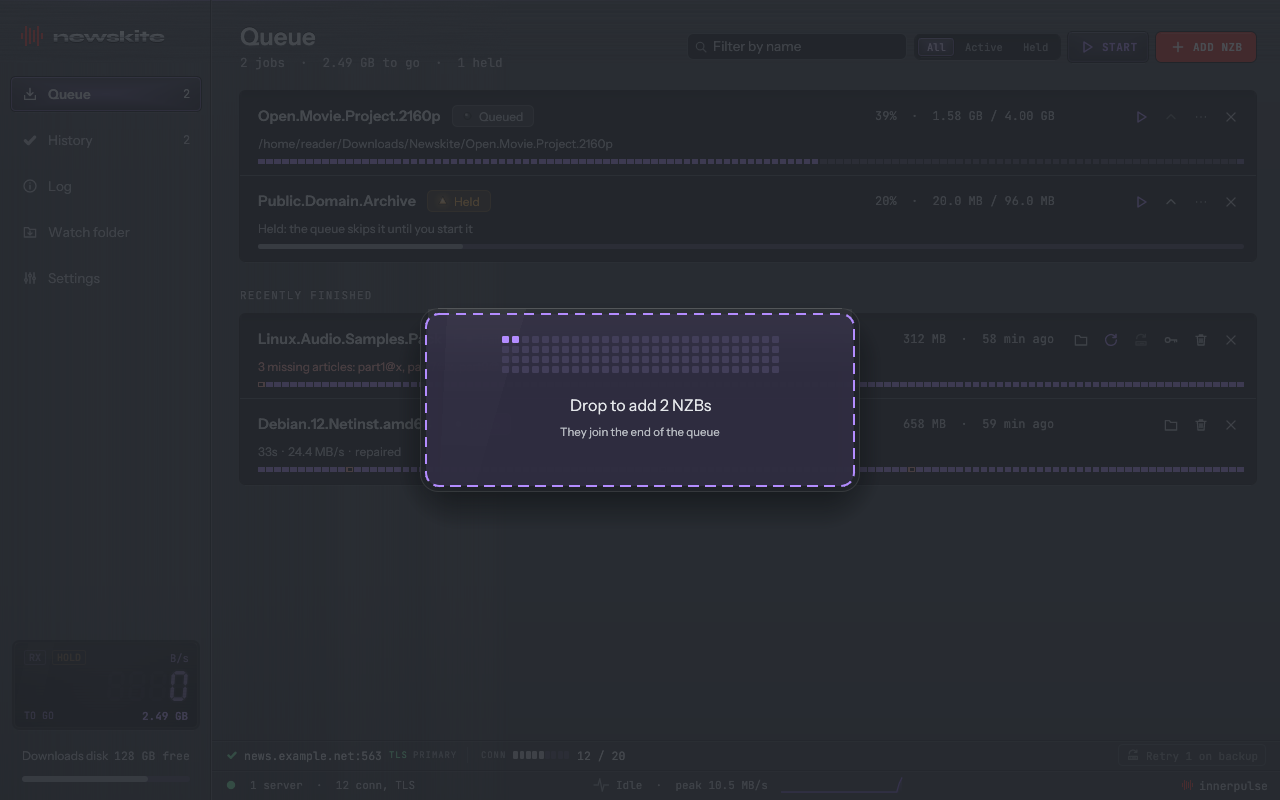 newskite
Queue 2
History 2
Log
Watch folder
Settings
RX HOLD B/s
0
TO GO 2.49 GB
Downloads disk 128 GB free
Queue
2 jobs · 2.49 GB to go · 1 held
Filter by name
All Active Held
START
ADD NZB
Open.Movie.Project.2160p Queued 39% · 1.58 GB / 4.00 GB
/home/reader/Downloads/Newskite/Open.Movie.Project.2160p
Public.Domain.Archive Held 20% · 20.0 MB / 96.0 MB
Held: the queue skips it until you start it
RECENTLY FINISHED
Linux.Audio.Samples.P 312 MB · 58 min ago
3 missing articles: part1@x, pa
Debian.12.Netinst.amd6 658 MB · 59 min ago
33s · 24.4 MB/s · repaired
Drop to add 2 NZBs
They join the end of the queue
news.example.net:563 TLS PRIMARY CONN 12 / 20 Retry 1 on backup
1 server · 12 conn, TLS Idle · peak 10.5 MB/s innerpulse